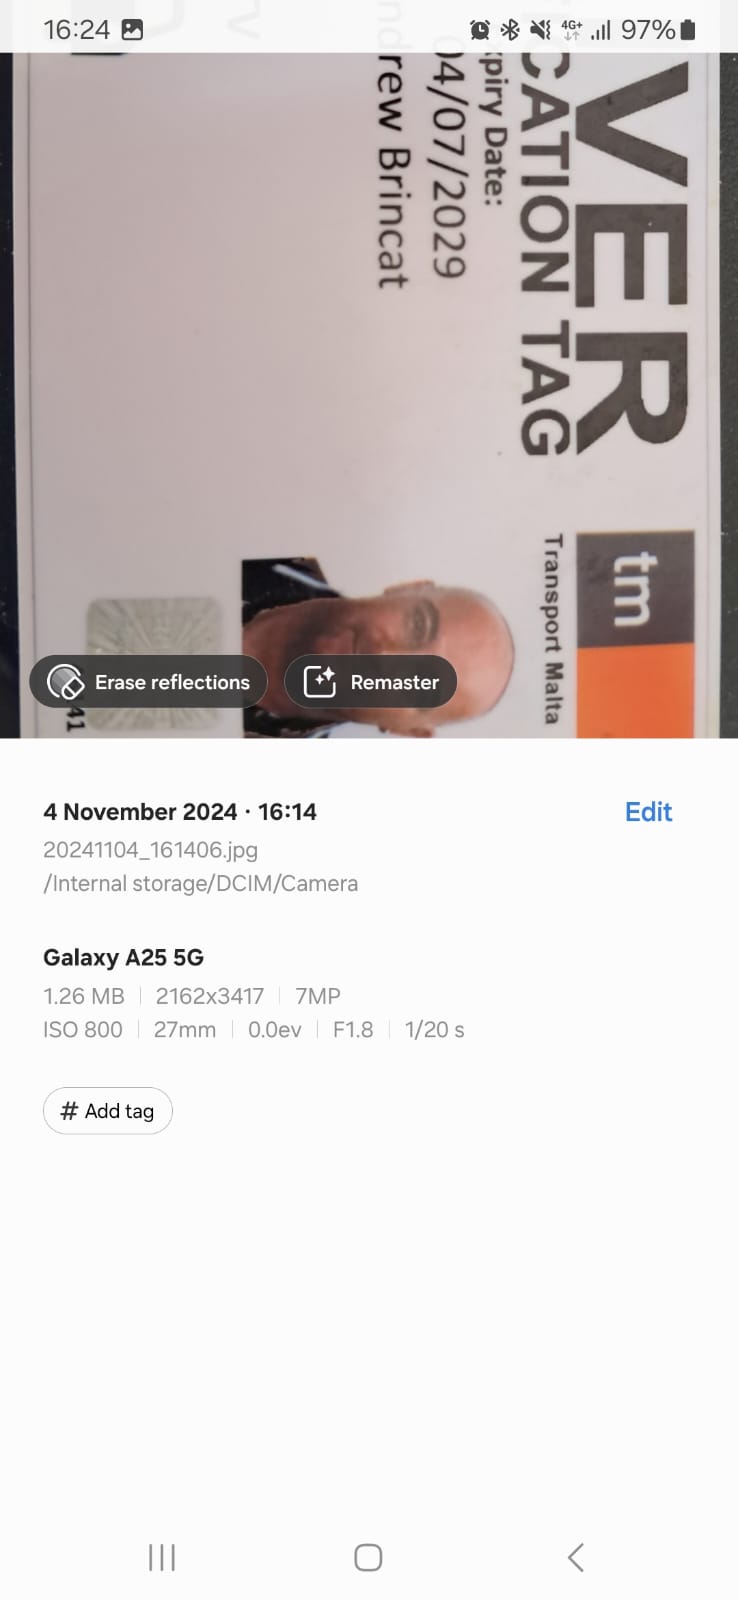 16:24
4G+
97%
VER
CATION TAG
piry Date:
04/07/2029
ndrew Brincat
tm
Transport Malta
41
Erase reflections
Remaster
4 November 2024 · 16:14
Edit
20241104_161406.jpg
/Internal storage/DCIM/Camera
Galaxy A25 5G
1.26 MB | 2162x3417 | 7MP
ISO 800 | 27mm | 0.0ev | F1.8 | 1/20 s
# Add tag